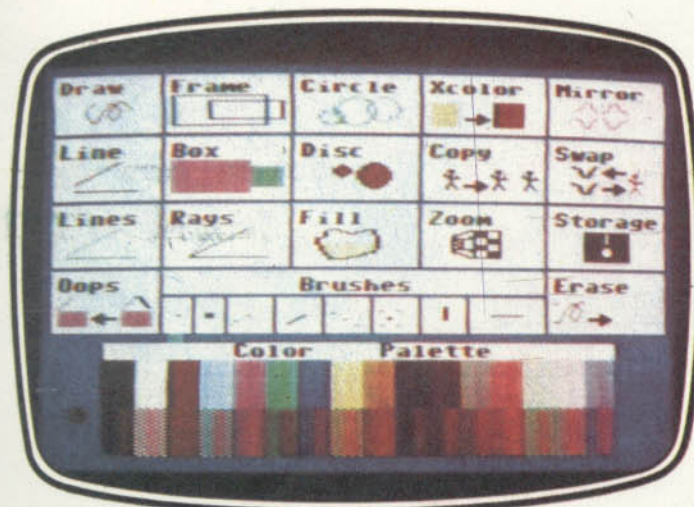 Draw Frame Circle Xcolor Mirror
Line Box Disc Copy Swap
Lines Rays Fill Zoom Storage
Oops Brushes Erase
Color Palette